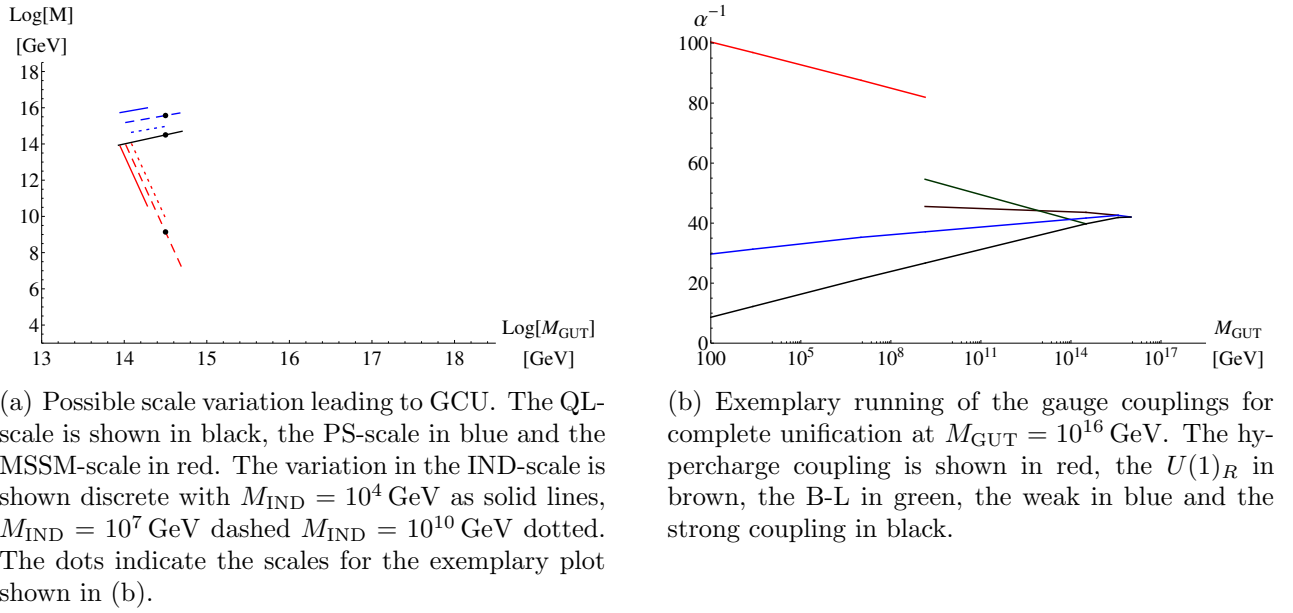 Log[M]
[GeV]
18
16
14
12
10
8
6
4
13 14 15 16 17 18
Log[M_GUT]
[GeV]
α^{-1}
100
80
60
40
20
0
100 10^5 10^8 10^11 10^14 10^17
M_GUT
[GeV]
(a) Possible scale variation leading to GCU. The QL-
scale is shown in black, the PS-scale in blue and the
MSSM-scale in red. The variation in the IND-scale is
shown discrete with M_IND = 10^4 GeV as solid lines,
M_IND = 10^7 GeV dashed M_IND = 10^10 GeV dotted.
The dots indicate the scales for the exemplary plot
shown in (b).
(b) Exemplary running of the gauge couplings for
complete unification at M_GUT = 10^16 GeV. The hy-
percharge coupling is shown in red, the U(1)_R in
brown, the B-L in green, the weak in blue and the
strong coupling in black.